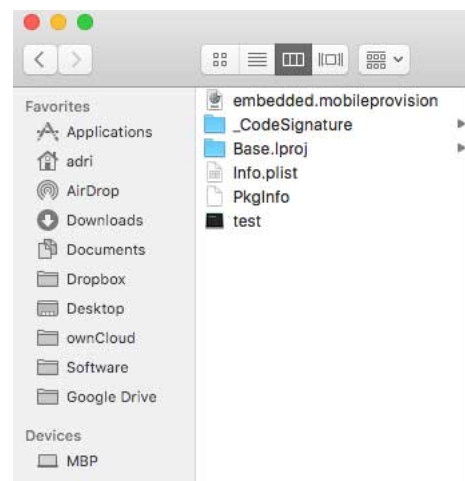 Favorites
Applications
adri
AirDrop
Downloads
Documents
Dropbox
Desktop
ownCloud
Software
Google Drive
Devices
MBP
embedded.mobileprovision
_CodeSignature
Base.lproj
Info.plist
PkgInfo
test